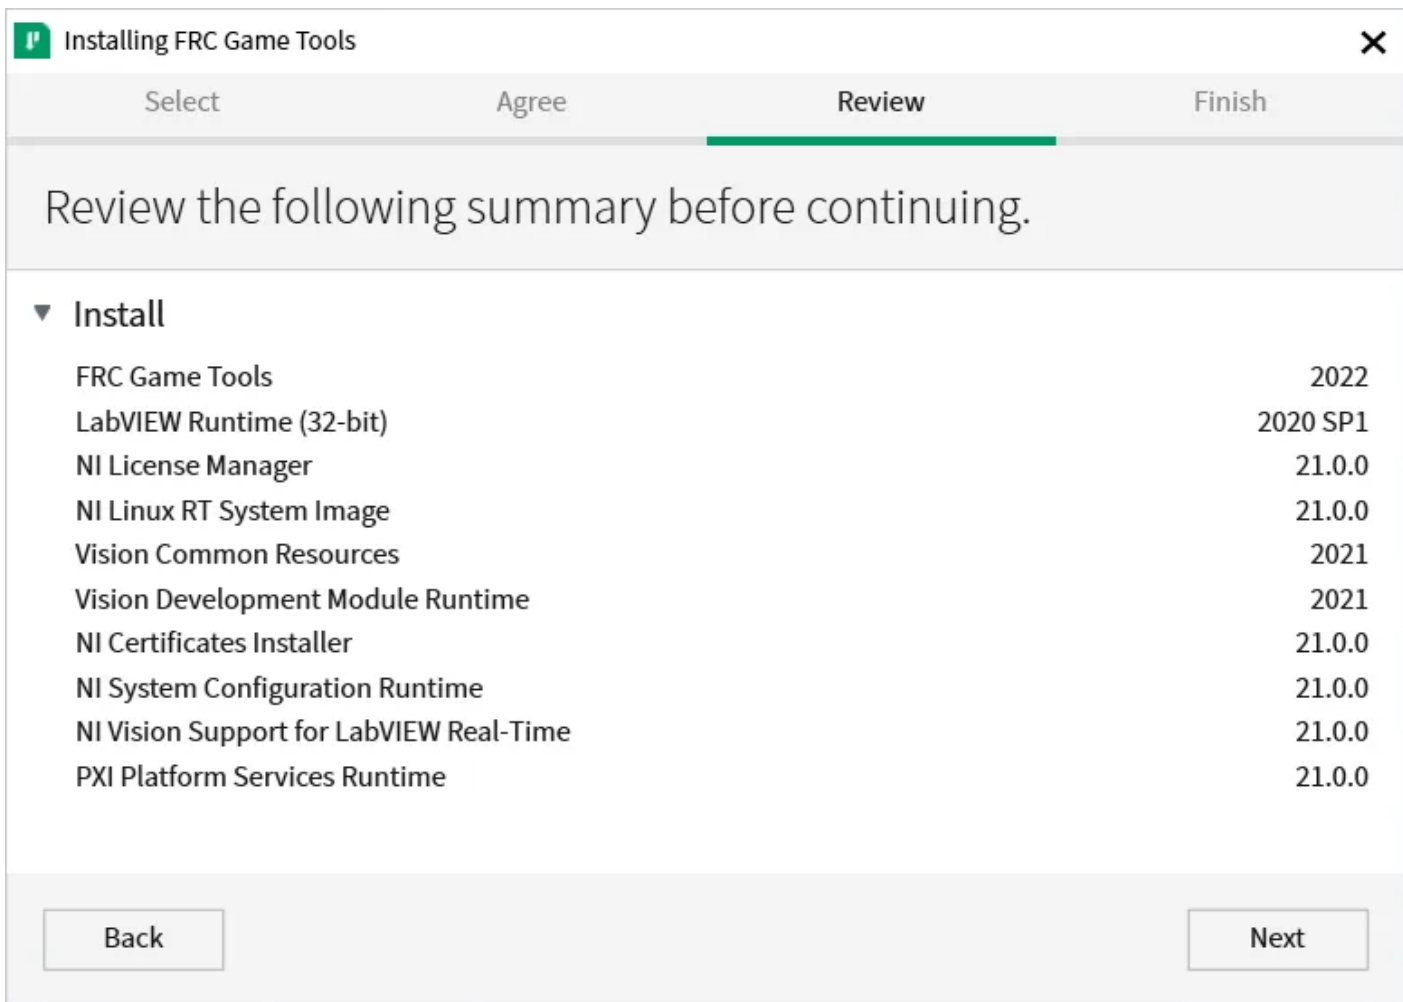 Installing FRC Game Tools
Select Agree Review Finish
Review the following summary before continuing.
Install
FRC Game Tools 2022
LabVIEW Runtime (32-bit) 2020 SP1
NI License Manager 21.0.0
NI Linux RT System Image 21.0.0
Vision Common Resources 2021
Vision Development Module Runtime 2021
NI Certificates Installer 21.0.0
NI System Configuration Runtime 21.0.0
NI Vision Support for LabVIEW Real-Time 21.0.0
PXI Platform Services Runtime 21.0.0
Back Next